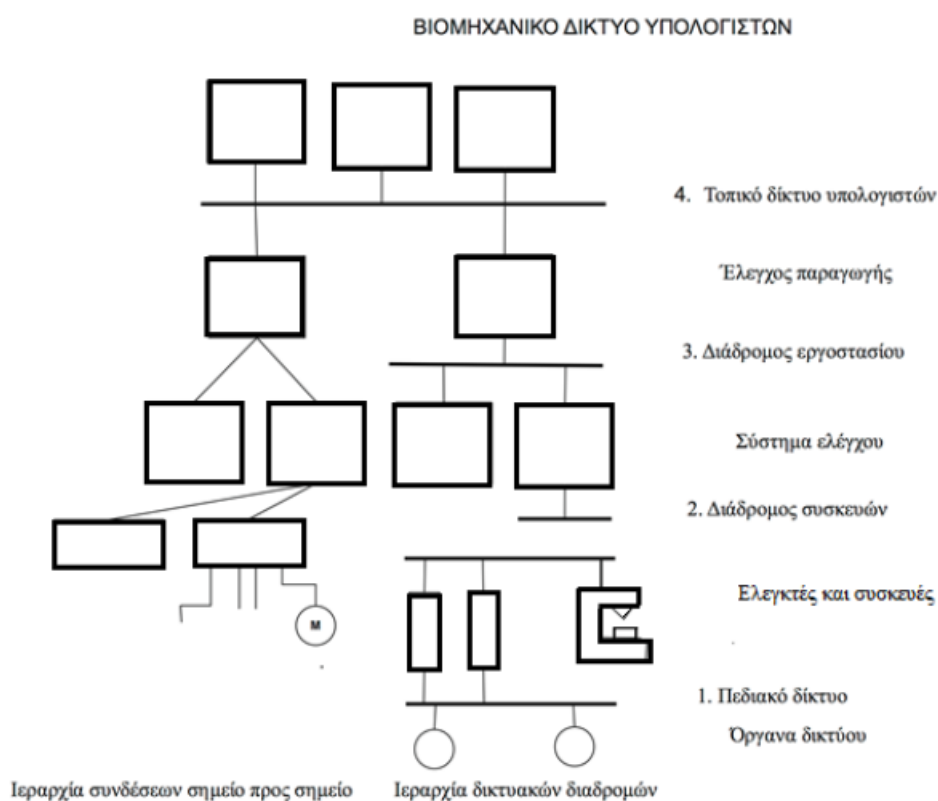 ΒΙΟΜΗΧΑΝΙΚΟ ΔΙΚΤΥΟ ΥΠΟΛΟΓΙΣΤΩΝ
4. Τοπικό δίκτυο υπολογιστών
Έλεγχος παραγωγής
3. Διάδρομος εργοστασίου
Σύστημα ελέγχου
2. Διάδρομος συσκευών
Ελεγκτές και συσκευές
M
1. Πεδιακό δίκτυο
Όργανα δικτύου
Ιεραρχία συνδέσεων σημείο προς σημείο
Ιεραρχία δικτυακών διαδρομών